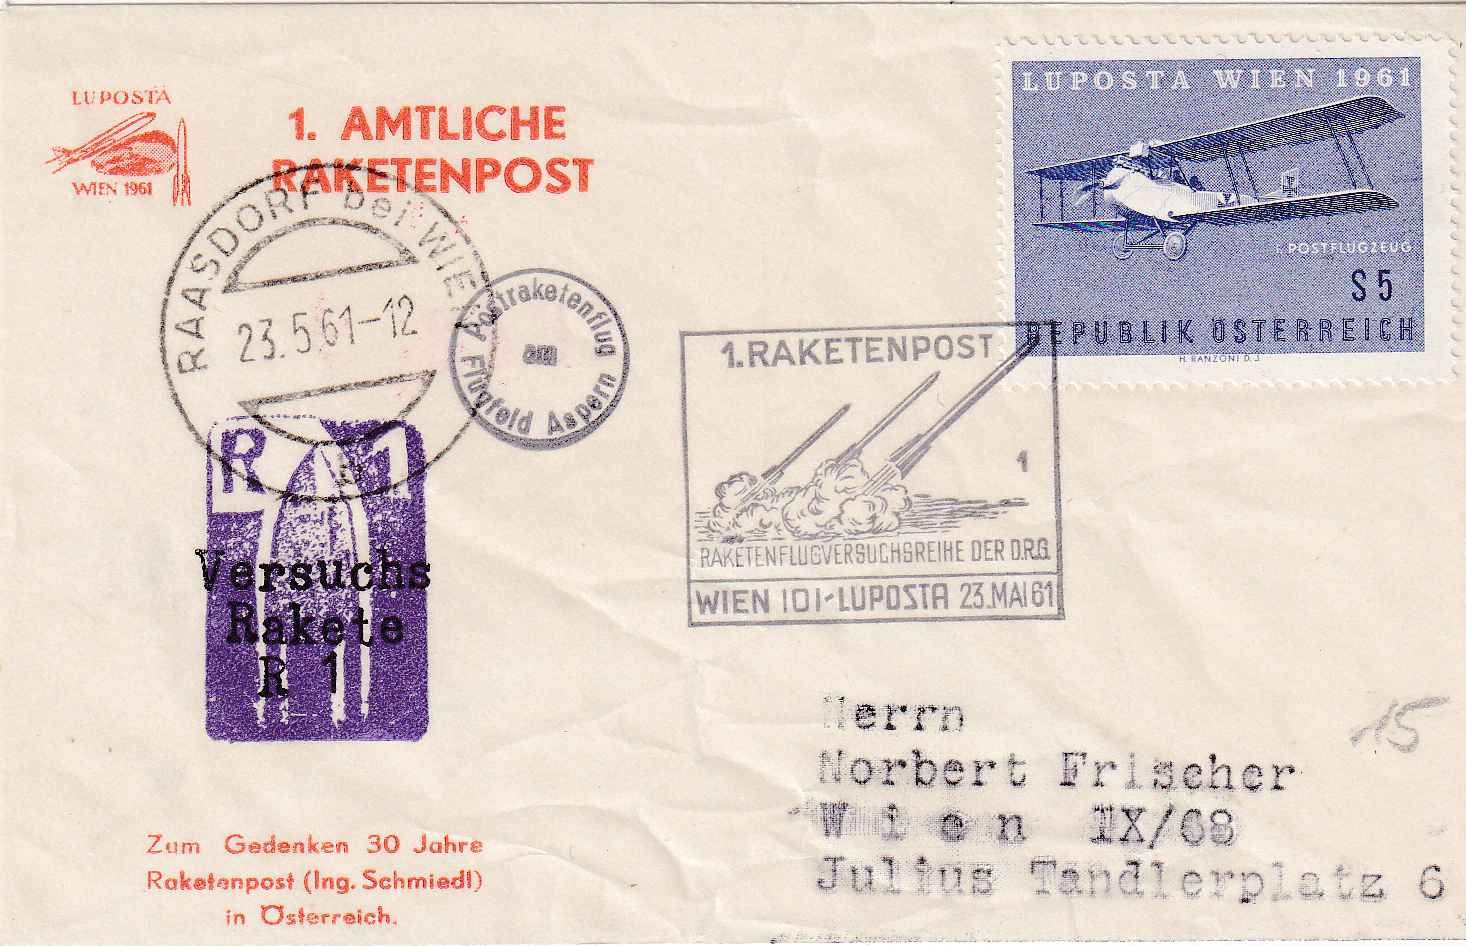 LUPOSTA
WIEN 1961
1. AMTLICHE
RAKETENPOST
LUPOSTA WIEN 1961
1. POSTFLUGZEUG
S 5
REPUBLIK ÖSTERREICH
H. RANZONI D. J.
RAASDORF bei WIEN
23.5.61-12
b
Postraketenflug
am
Flugfeld Aspern
1. RAKETENPOST
1
RAKETENFLUGVERSUCHSREIHE DER D.R.G.
WIEN 101-LUPOSTA 23.MAI 61
R 1
Versuchs
Rakete
R 1
Herrn
Norbert Frischer
Wien IX/68
Julius Tandlerplatz 6
15
Zum Gedenken 30 Jahre
Raketenpost (Ing. Schmiedl)
in Österreich.